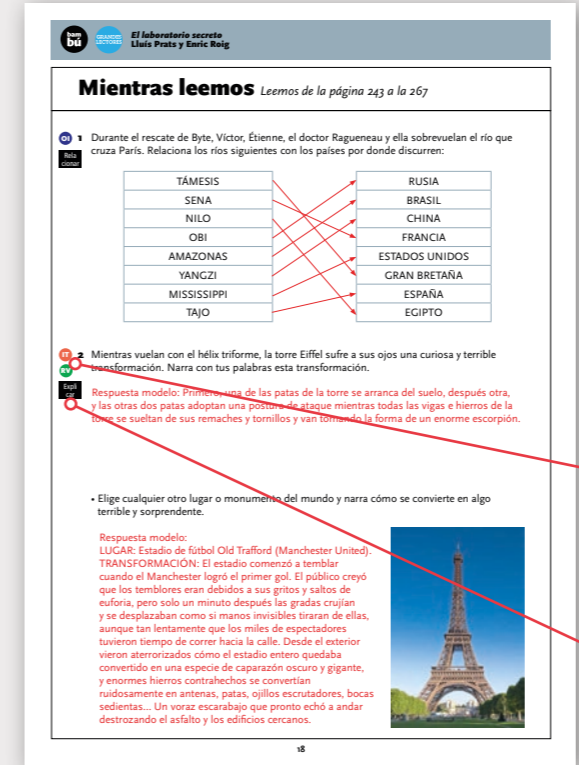 bam
bú
GRANDES
LECTORES
El laboratorio secreto
Lluís Prats y Enric Roig
Mientras leemos Leemos de la página 243 a la 267
OI 1 Durante el rescate de Byte, Víctor, Étienne, el doctor Ragueneau y ella sobrevuelan el río que
Rela
cionar
cruza París. Relaciona los ríos siguientes con los países por donde discurren:
TÁMESIS RUSIA
SENA BRASIL
NILO CHINA
OBI FRANCIA
AMAZONAS ESTADOS UNIDOS
YANGZI GRAN BRETAÑA
MISSISSIPPI ESPAÑA
TAJO EGIPTO
IT 2 Mientras vuelan con el hélix triforme, la torre Eiffel sufre a sus ojos una curiosa y terrible
RV transformación. Narra con tus palabras esta transformación.
Expli
car
Respuesta modelo: Primero, una de las patas de la torre se arranca del suelo, después otra,
y las otras dos patas adoptan una postura de ataque mientras todas las vigas e hierros de la
torre se sueltan de sus remaches y tornillos y van tomando la forma de un enorme escorpión.
• Elige cualquier otro lugar o monumento del mundo y narra cómo se convierte en algo
terrible y sorprendente.
Respuesta modelo:
LUGAR: Estadio de fútbol Old Trafford (Manchester United).
TRANSFORMACIÓN: El estadio comenzó a temblar
cuando el Manchester logró el primer gol. El público creyó
que los temblores eran debidos a sus gritos y saltos de
euforia, pero solo un minuto después las gradas crujían
y se desplazaban como si manos invisibles tiraran de ellas,
aunque tan lentamente que los miles de espectadores
tuvieron tiempo de correr hacia la calle. Desde el exterior
vieron aterrorizados cómo el estadio entero quedaba
convertido en una especie de caparazón oscuro y gigante,
y enormes hierros contrahechos se convertían
ruidosamente en antenas, patas, ojillos escrutadores, bocas
sedientas... Un voraz escarabajo que pronto echó a andar
destrozando el asfalto y los edificios cercanos.
18